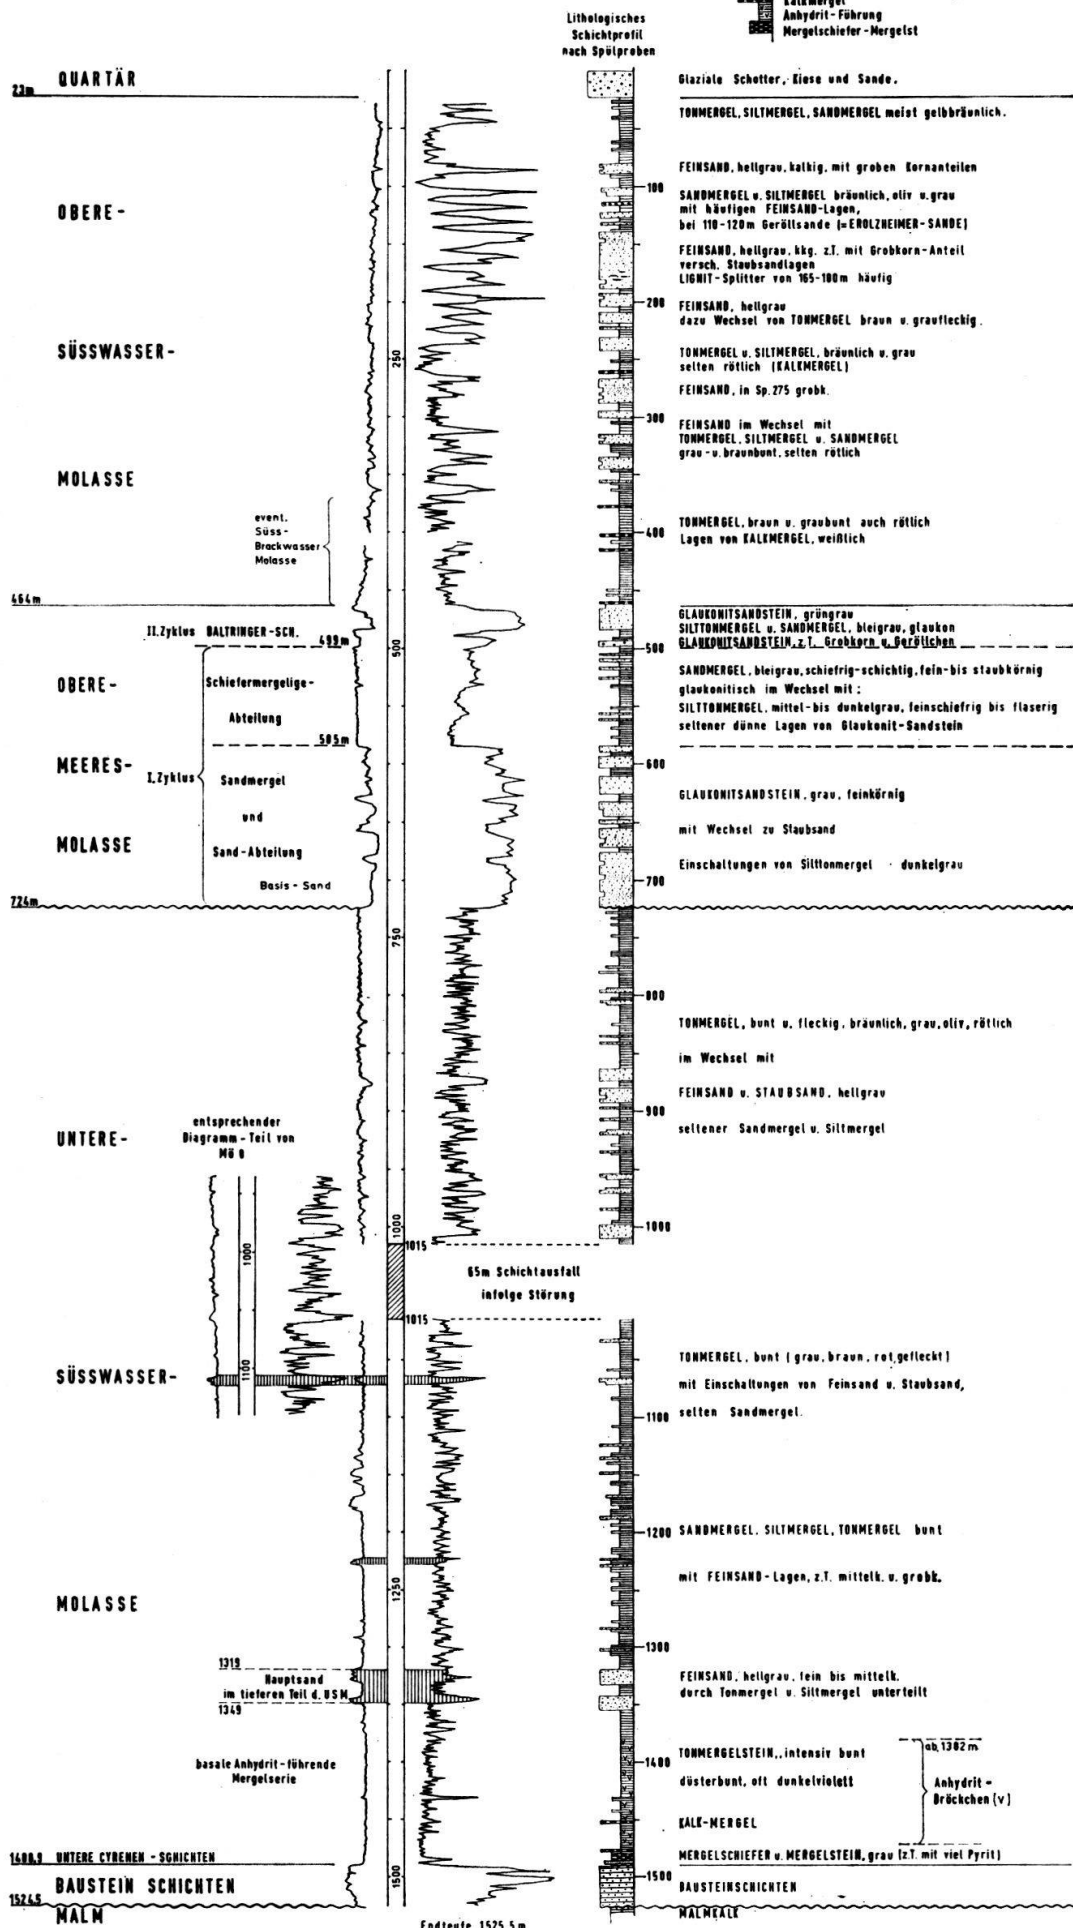 Kalkmergel
Anhydrit-Führung
Mergelschiefer-Mergelst
Lithologisches
Schichtprofil
nach Spülproben
QUARTÄR
23m
Glaziale Schotter, Kiese und Sande.
TONMERGEL, SILTMERGEL, SANDMERGEL meist gelbbräunlich.
FEINSAND, hellgrau, kalkig, mit groben Kornanteilen
100
SANDMERGEL u. SILTMERGEL bräunlich, oliv u. grau
mit häufigen FEINSAND-Lagen,
bei 110-120m Geröllsande (=EROLZHEIMER-SANDE)
OBERE-
FEINSAND, hellgrau, kkg. z.T. mit Grobkorn-Anteil
versch. Staubsandlagen
LIGNIT-Splitter von 165-180m häufig
200
FEINSAND, hellgrau
dazu Wechsel von TONMERGEL braun u. graufleckig.
SÜSSWASSER-
250
TONMERGEL u. SILTMERGEL, bräunlich u. grau
selten rötlich (KALKMERGEL)
FEINSAND, in Sp. 275 grobk.
300
FEINSAND im Wechsel mit
TONMERGEL, SILTMERGEL u. SANDMERGEL
grau- u. braunbunt, selten rötlich
MOLASSE
event.
Süss-
Brackwasser
Molasse
400
TONMERGEL, braun u. graubunt auch rötlich
Lagen von KALKMERGEL, weißlich
464m
GLAUKONITSANDSTEIN, grüngrau
II. Zyklus BALTRINGER-SCH.
SILTTONMERGEL u. SANDMERGEL, bleigrau, glaukon
499m
500
500
GLAUKONITSANDSTEIN, z.T. Grobkorn u. Geröllchen
OBERE-
Schiefermergelige-
Abteilung
SANDMERGEL, bleigrau, schiefrig-schichtig, fein-bis staubkörnig
glaukonitisch im Wechsel mit:
SILTTONMERGEL, mittel-bis dunkelgrau, feinschiefrig bis flaserig
seltener dünne Lagen von Glaukonit-Sandstein
585m
600
MEERES-
I. Zyklus
Sandmergel
und
Sand-Abteilung
Basis-Sand
GLAUKONITSANDSTEIN, grau, feinkörnig
mit Wechsel zu Staubsand
Einschaltungen von Silttonmergel - dunkelgrau
MOLASSE
700
724m
750
800
TONMERGEL, bunt u. fleckig, bräunlich, grau, oliv, rötlich
im Wechsel mit
FEINSAND u. STAUBSAND, hellgrau
900
seltener Sandmergel u. Siltmergel
UNTERE-
entsprechender
Diagramm-Teil von
Mö 8
1000
1100
1000
1000
1015
65m Schichtausfall
infolge Störung
1015
SÜSSWASSER-
TONMERGEL, bunt (grau, braun, rot, gefleckt)
mit Einschaltungen von Feinsand u. Staubsand,
selten Sandmergel.
1100
1200
SANDMERGEL, SILTMERGEL, TONMERGEL bunt
mit FEINSAND-Lagen, z.T. mittelk. u. grobk.
1250
MOLASSE
1300
1319
Hauptsand
im tieferen Teil d. USM
1349
FEINSAND, hellgrau, fein bis mittelk.
durch Tonmergel u. Siltmergel unterteilt
basale Anhydrit-führende
Mergelserie
1400
TONMERGELSTEIN, intensiv bunt
düsterbunt, oft dunkelviolett
KALK-MERGEL
ab 1382 m
Anhydrit-
Bröckchen (v)
1488,9 UNTERE CYRENEN-SCHICHTEN
MERGELSCHIEFER u. MERGELSTEIN, grau (z.T. mit viel Pyrit)
1500
1500
BAUSTEIN SCHICHTEN
BAUSTEINSCHICHTEN
1524,5
MALM
MALMKALK
Endteufe 1525,5 m